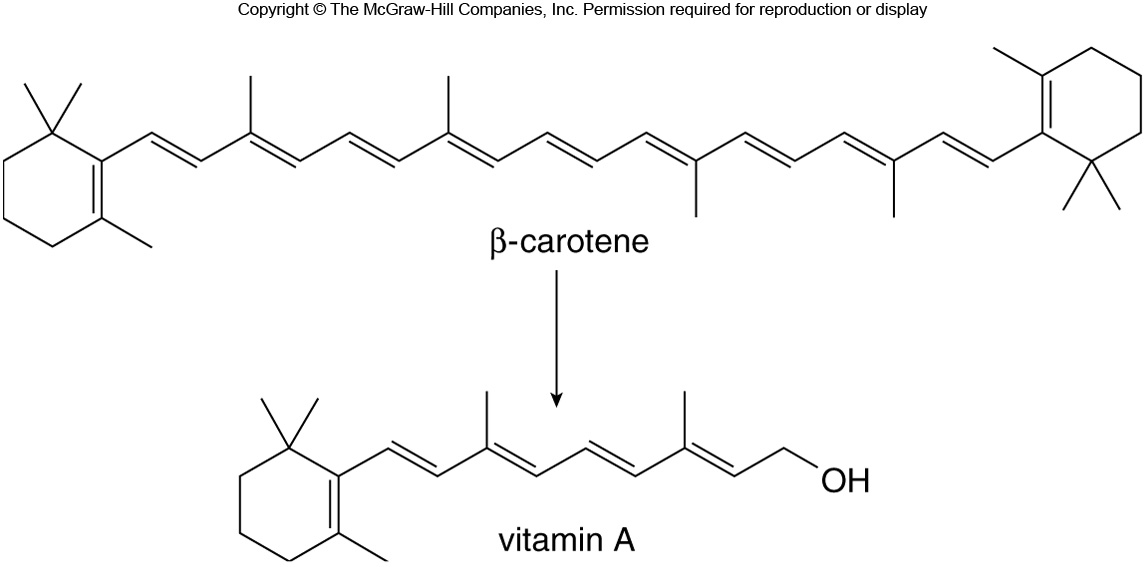 Copyright © The McGraw-Hill Companies, Inc. Permission required for reproduction or display
β-carotene
OH
vitamin A